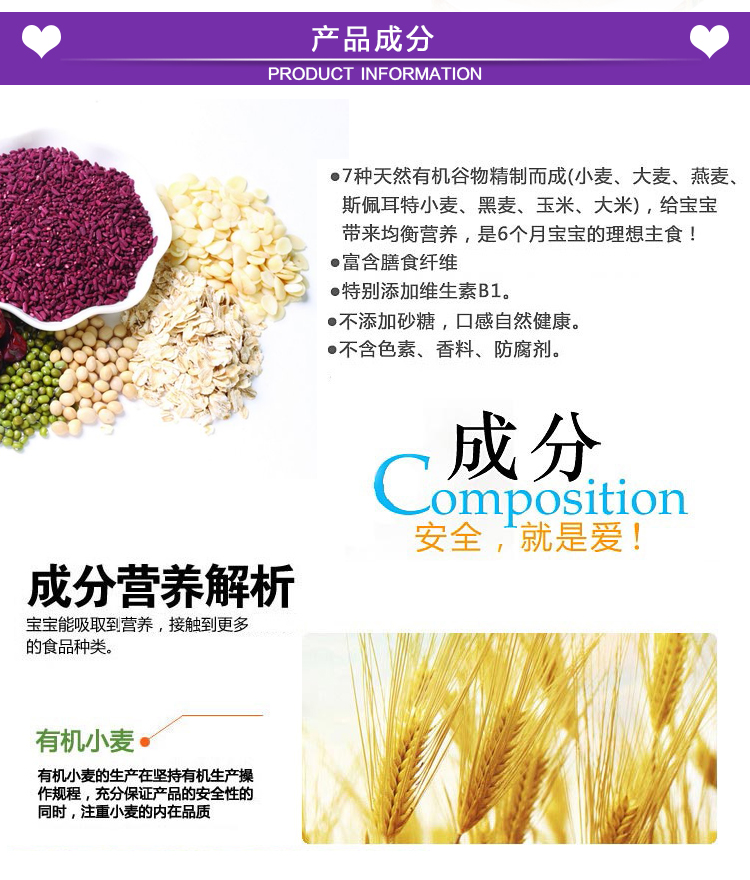 产品成分
PRODUCT INFORMATION
●7种天然有机谷物精制而成(小麦、大麦、燕麦、
斯佩耳特小麦、黑麦、玉米、大米)，给宝宝
带来均衡营养，是6个月宝宝的理想主食！
●富含膳食纤维
●特别添加维生素B1。
●不添加砂糖，口感自然健康。
●不含色素、香料、防腐剂。
成分
Composition
安全，就是爱！
成分营养解析
宝宝能吸取到营养，接触到更多
的食品种类。
有机小麦
有机小麦的生产在坚持有机生产操
作规程，充分保证产品的安全性的
同时，注重小麦的内在品质